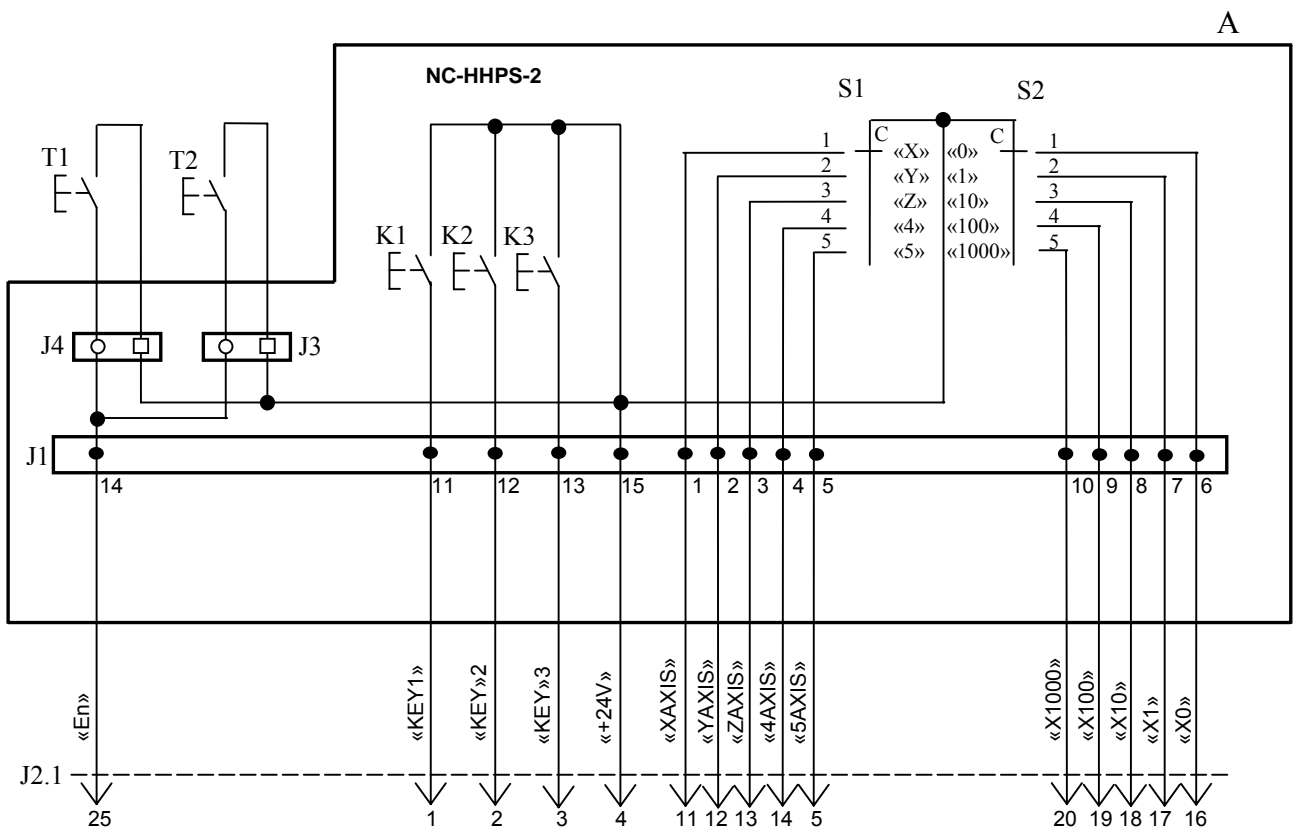 A
NC-HHPS-2
S1 S2
T1 T2
C C
1 «X» «0» 1
2 «Y» «1» 2
3 «Z» «10» 3
4 «4» «100» 4
5 «5» «1000» 5
K1 K2 K3
J4 J3
J1
14 11 12 13 15 1 2 3 4 5 10 9 8 7 6
«En» «KEY1» «KEY»2 «KEY»3 «+24V» «XAXIS» «YAXIS» «ZAXIS» «4AXIS» «5AXIS» «X1000» «X100» «X10» «X1» «X0»
J2.1
25 1 2 3 4 11 12 13 14 5 20 19 18 17 16